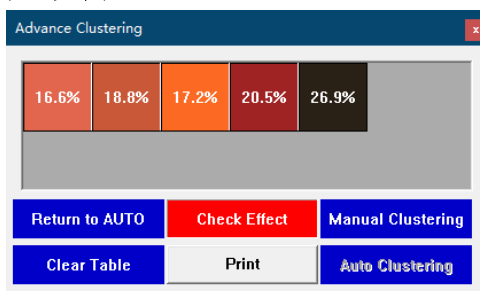 Advance Clustering
x
16.6% 18.8% 17.2% 20.5% 26.9%
Return to AUTO Check Effect Manual Clustering
Clear Table Print Auto Clustering